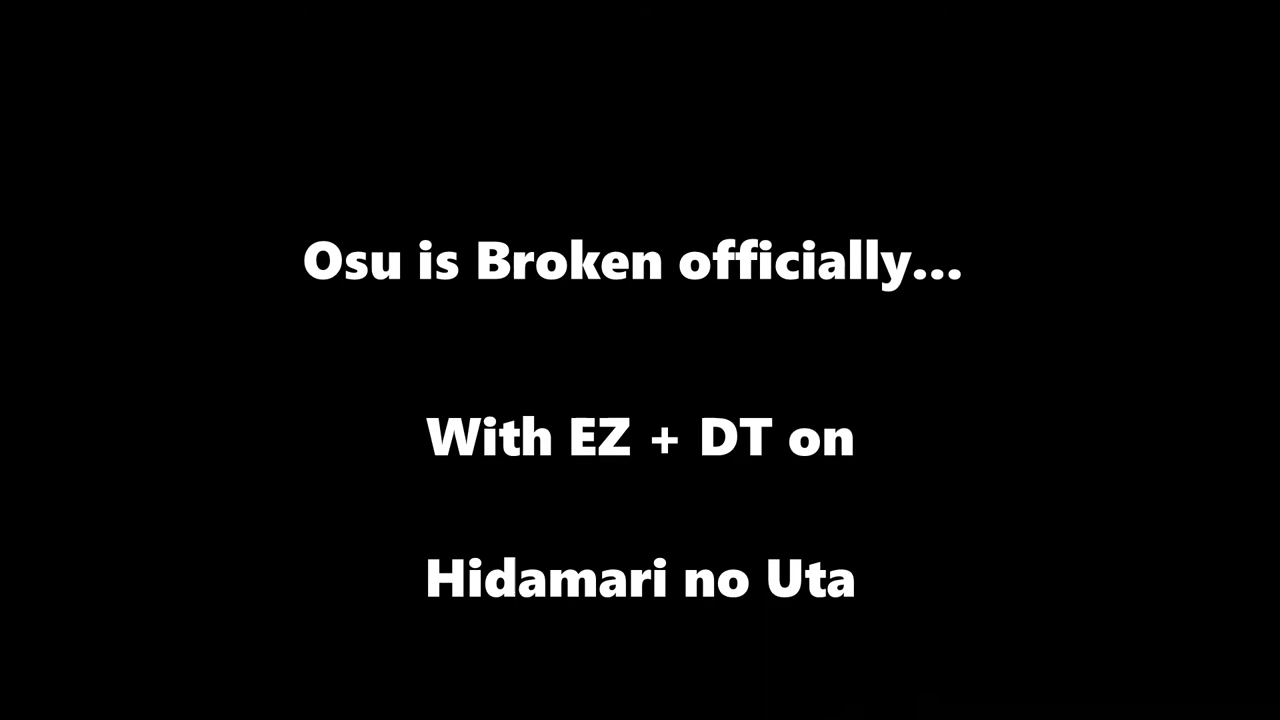 Osu is Broken officially...
With EZ + DT on
Hidamari no Uta